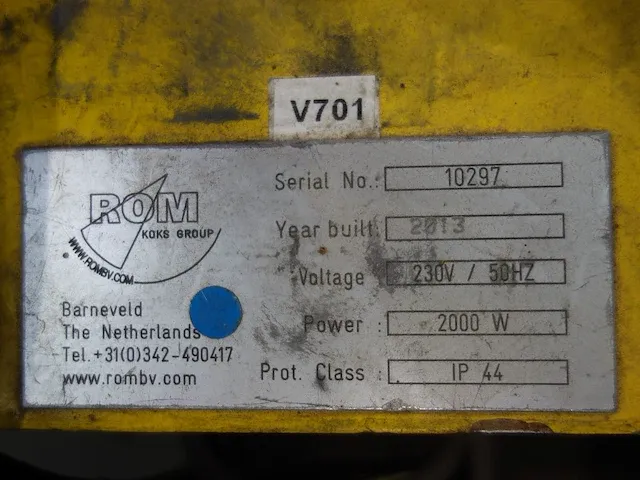 V701
ROM
KOKS GROUP
WWW.ROMBV.COM
Barneveld
The Netherlands
Tel.+31(0)342-490417
www.rombv.com
Serial No.: 10297
Year built: 2013
Voltage 230V / 50HZ
Power : 2000 W
Prot. Class : IP 44